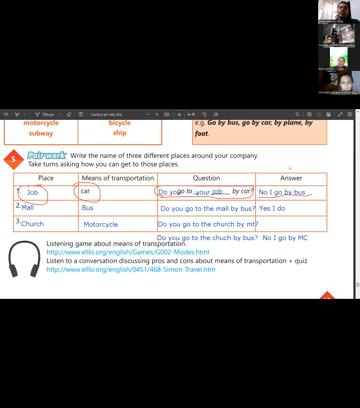 motorcycle bicycle
subway ship
e.g. Go by bus, go by car, by plane, by foot.
5 Pair work Write the name of three different places around your company.
Take turns asking how you can get to those places.
Place Means of transportation Question Answer
1. Job car Do you go to your job by car? No I go by bus
2. Mall Bus Do you go to the mall by bus? Yes I do
3. Church Motorcycle Do you go to the church by mt?
Do you go to the chuch by bus? No I go by MC
Listening game about means of transportation.
http://www.elllo.org/english/Games/G002-Modes.html
Listen to a conversation discussing pros and cons about means of transportation + quiz
http://www.elllo.org/english/0451/468-Simon-Travel.htm